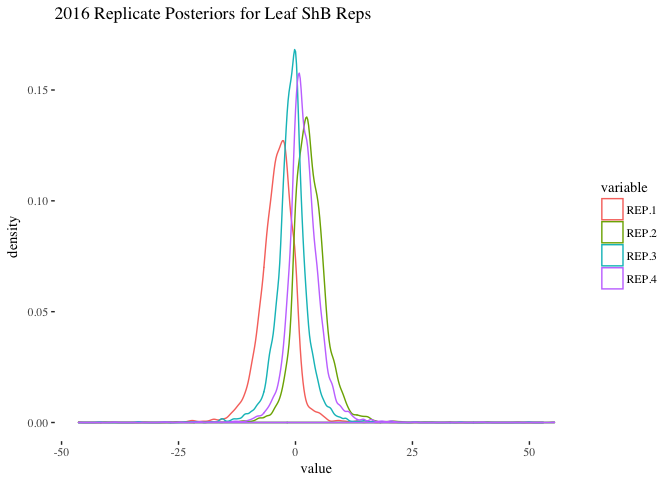 2016 Replicate Posteriors for Leaf ShB Reps
0.15
0.10
0.05
0.00
density
-50
-25
0
25
50
value
variable
REP.1
REP.2
REP.3
REP.4